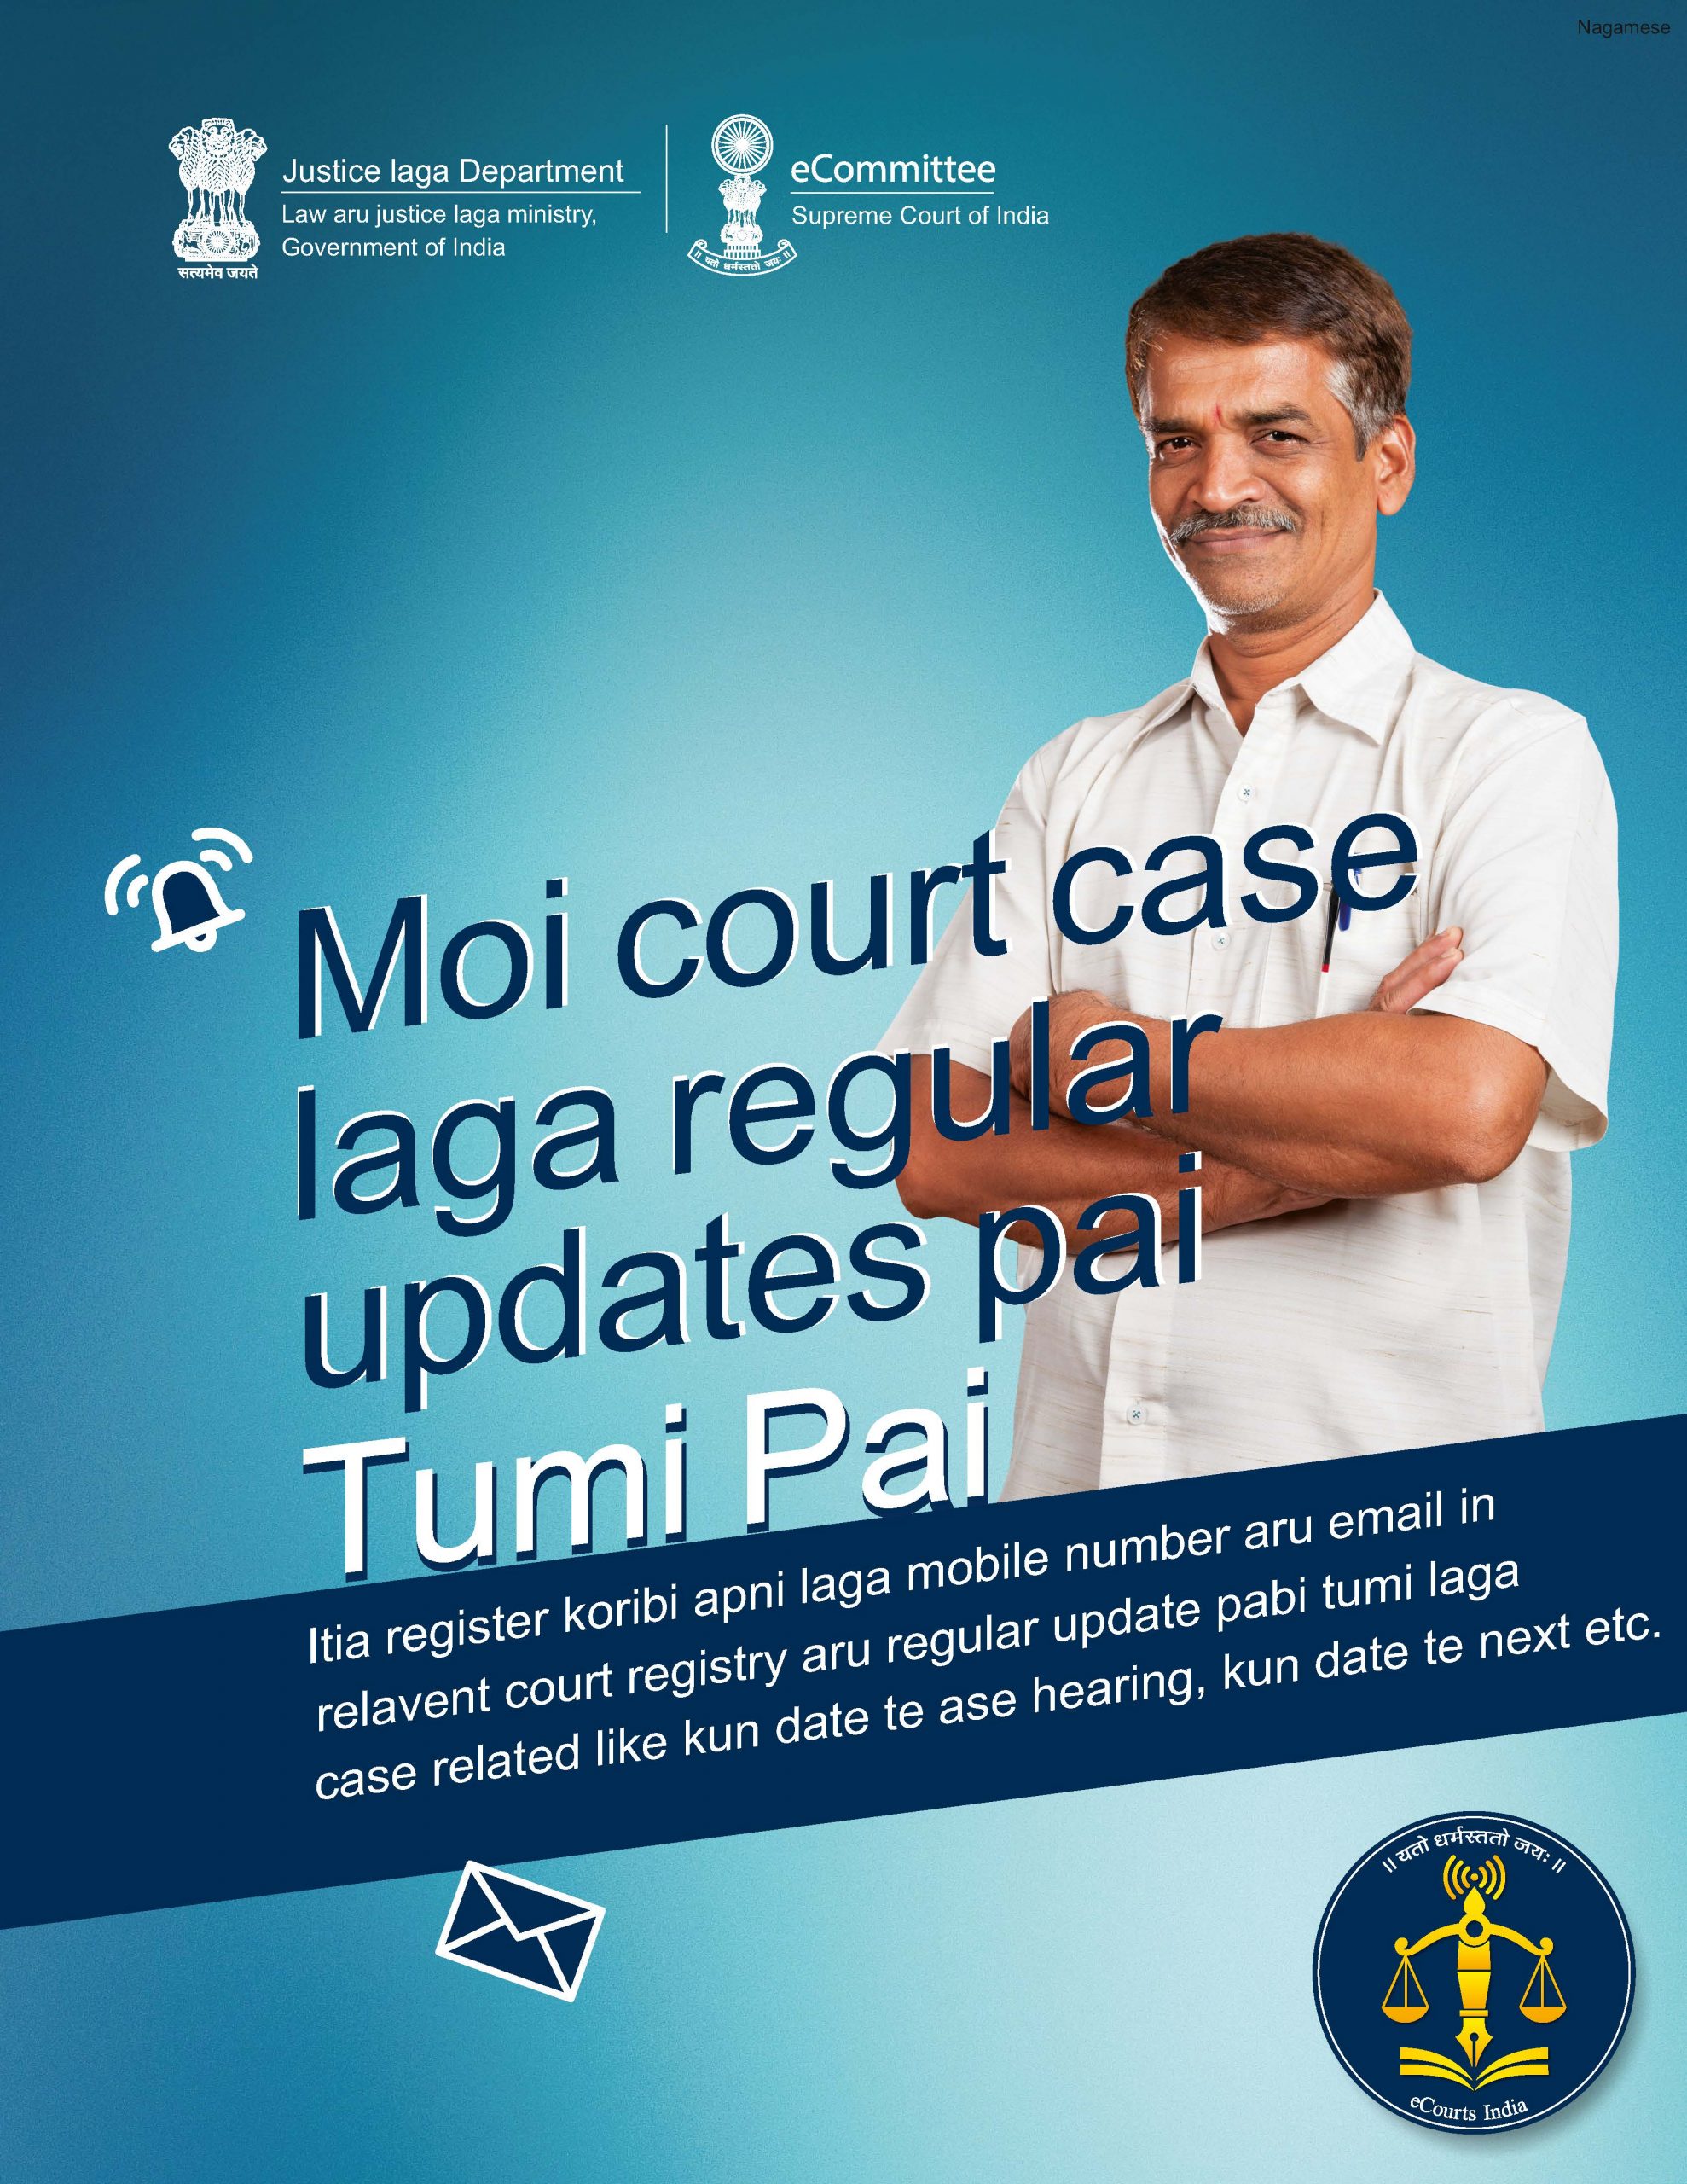 Nagamese
Justice laga Department
Law aru justice laga ministry,
Government of India
सत्यमेव जयते
eCommittee
Supreme Court of India
॥ यतो धर्मस्ततो जयः ॥
Moi court case
laga regular
updates pai
Tumi Pai
Itia register koribi apni laga mobile number aru email in
relavent court registry aru regular update pabi tumi laga
case related like kun date te ase hearing, kun date te next etc.
॥ यतो धर्मस्ततो जयः ॥
eCourts India